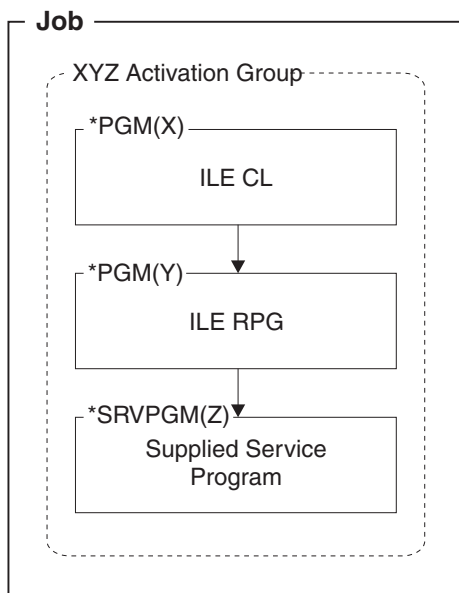 Job
XYZ Activation Group
*PGM(X)
ILE CL
*PGM(Y)
ILE RPG
*SRVPGM(Z)
Supplied Service
Program